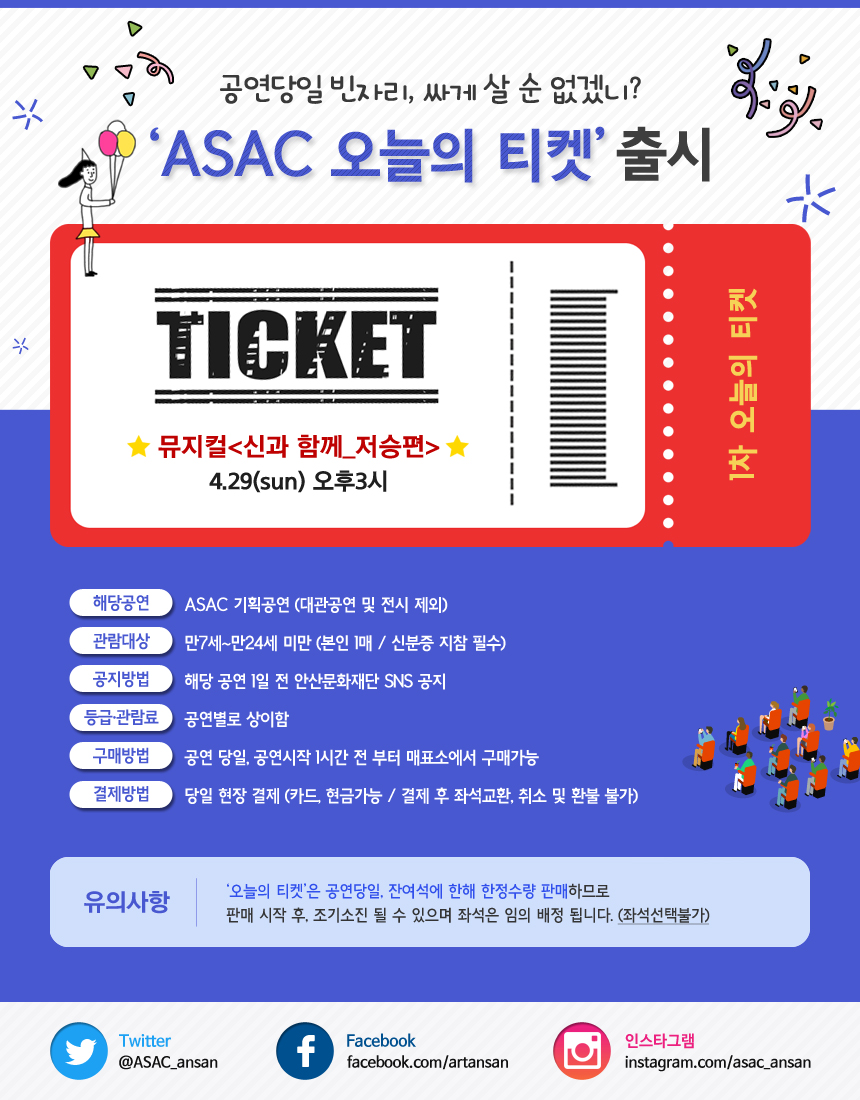 공연당일 빈자리, 싸게 살 순 없겠니?
‘ASAC 오늘의 티켓’ 출시
TICKET
뮤지컬<신과 함께_저승편>
4.29(sun) 오후3시
1차 오늘의 티켓
해당공연 ASAC 기획공연 (대관공연 및 전시 제외)
관람대상 만7세~만24세 미만 (본인 1매 / 신분증 지참 필수)
공지방법 해당 공연 1일 전 안산문화재단 SNS 공지
등급·관람료 공연별로 상이함
구매방법 공연 당일, 공연시작 1시간 전 부터 매표소에서 구매가능
결제방법 당일 현장 결제 (카드, 현금가능 / 결제 후 좌석교환, 취소 및 환불 불가)
유의사항
‘오늘의 티켓’은 공연당일, 잔여석에 한해 한정수량 판매하므로
판매 시작 후, 조기소진 될 수 있으며 좌석은 임의 배정 됩니다. (좌석선택불가)
Twitter
@ASAC_ansan
Facebook
facebook.com/artansan
인스타그램
instagram.com/asac_ansan